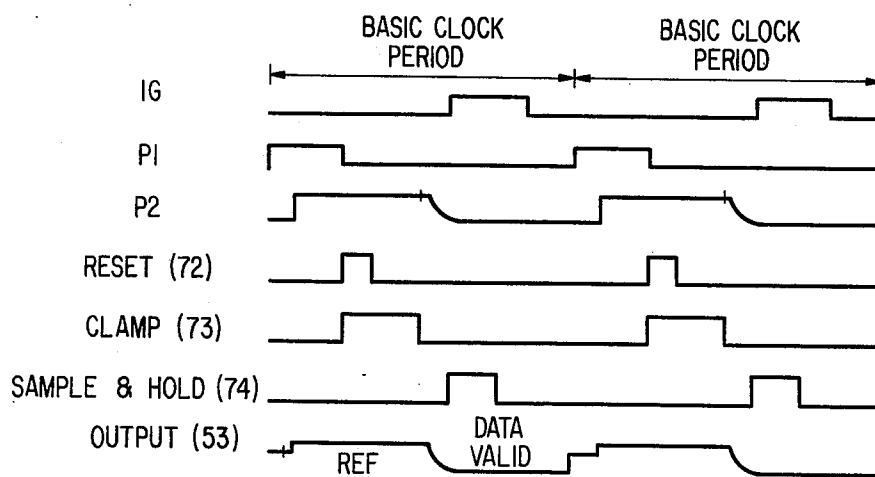 BASIC CLOCK
PERIOD
BASIC CLOCK
PERIOD
IG
P1
P2
RESET (72)
CLAMP (73)
SAMPLE & HOLD (74)
OUTPUT (53)
REF
DATA
VALID